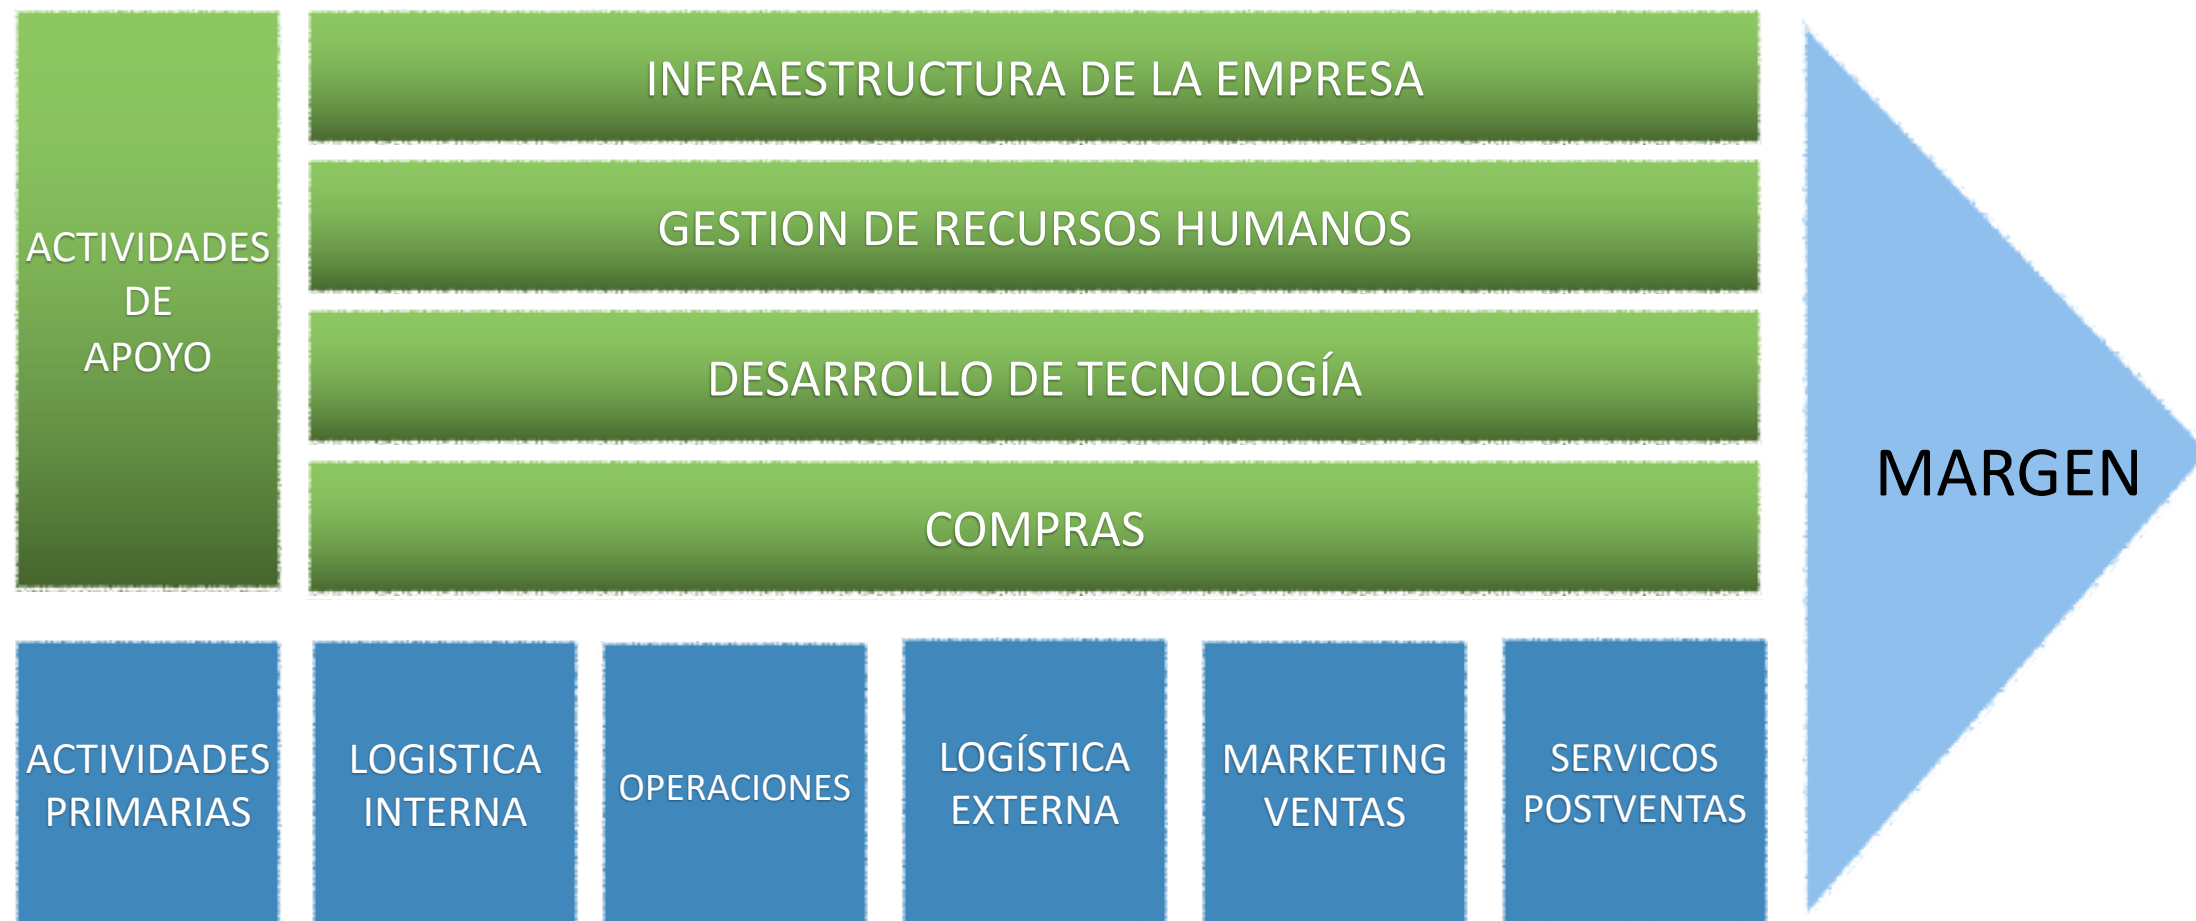 ACTIVIDADES
DE
APOYO
INFRAESTRUCTURA DE LA EMPRESA
GESTION DE RECURSOS HUMANOS
DESARROLLO DE TECNOLOGÍA
COMPRAS
MARGEN
ACTIVIDADES
PRIMARIAS
LOGISTICA
INTERNA
OPERACIONES
LOGÍSTICA
EXTERNA
MARKETING
VENTAS
SERVICOS
POSTVENTAS